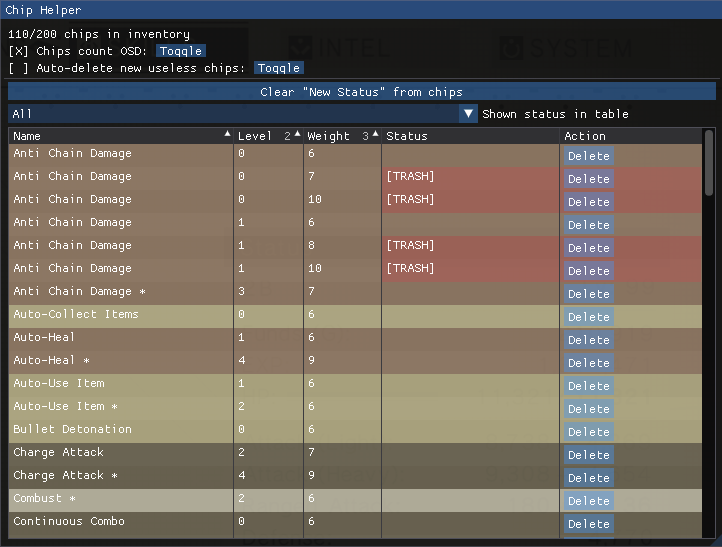 Chip Helper
110/200 chips in inventory
[X] Chips count OSD: Toggle
[ ] Auto-delete new useless chips: Toggle
INTEL
SYSTEM
Clear "New Status" from chips
All ▼ Shown status in table
Name ▲ Level 2▲ Weight 3▲ Status Action
Anti Chain Damage 0 6 Delete
Anti Chain Damage 0 7 [TRASH] Delete
Anti Chain Damage 0 10 [TRASH] Delete
Anti Chain Damage 1 6 Delete
Anti Chain Damage 1 8 [TRASH] Delete
Anti Chain Damage 1 10 [TRASH] Delete
Anti Chain Damage * 3 7 Delete
Auto-Collect Items 0 6 Delete
Auto-Heal 1 6 Delete
Auto-Heal * 4 9 Delete
Auto-Use Item 1 6 Delete
Auto-Use Item * 2 6 Delete
Bullet Detonation 0 6 Delete
Charge Attack 2 7 Delete
Charge Attack * 4 9 Delete
Combust * 2 6 Delete
Continuous Combo 0 6 Delete